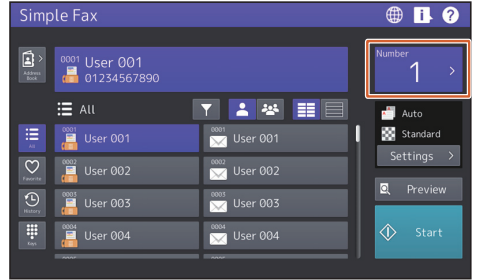 Simple Fax
Address
Book
0001 User 001
01234567890
Number
1
All
Auto
Standard
Settings
All
0001 User 001
0001 User 001
Favorite
0002 User 002
0002 User 002
Preview
History
0003 User 003
0003 User 003
0004 User 004
0004 User 004
Start